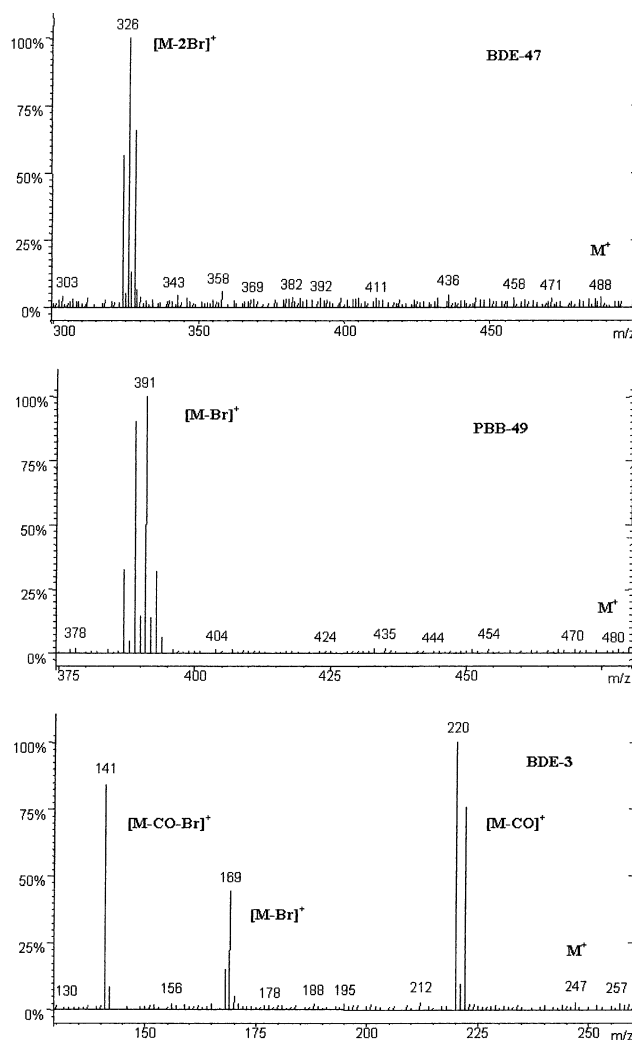 326
100%
[M-2Br]+
BDE-47
75%
50%
25%
M+
303 343 358 369 382 392 411 436 458 471 488
0%
300 350 400 450 m/z
391
100%
[M-Br]+
PBB-49
75%
50%
25%
M+
378 404 424 435 444 454 470 480
0%
375 400 425 450 m/z
220
100%
BDE-3
141
75%
[M-CO-Br]+
[M-CO]+
50%
169
[M-Br]+
25%
M+
130 156 178 188 195 212 247 257
0%
150 175 200 225 250 m/z